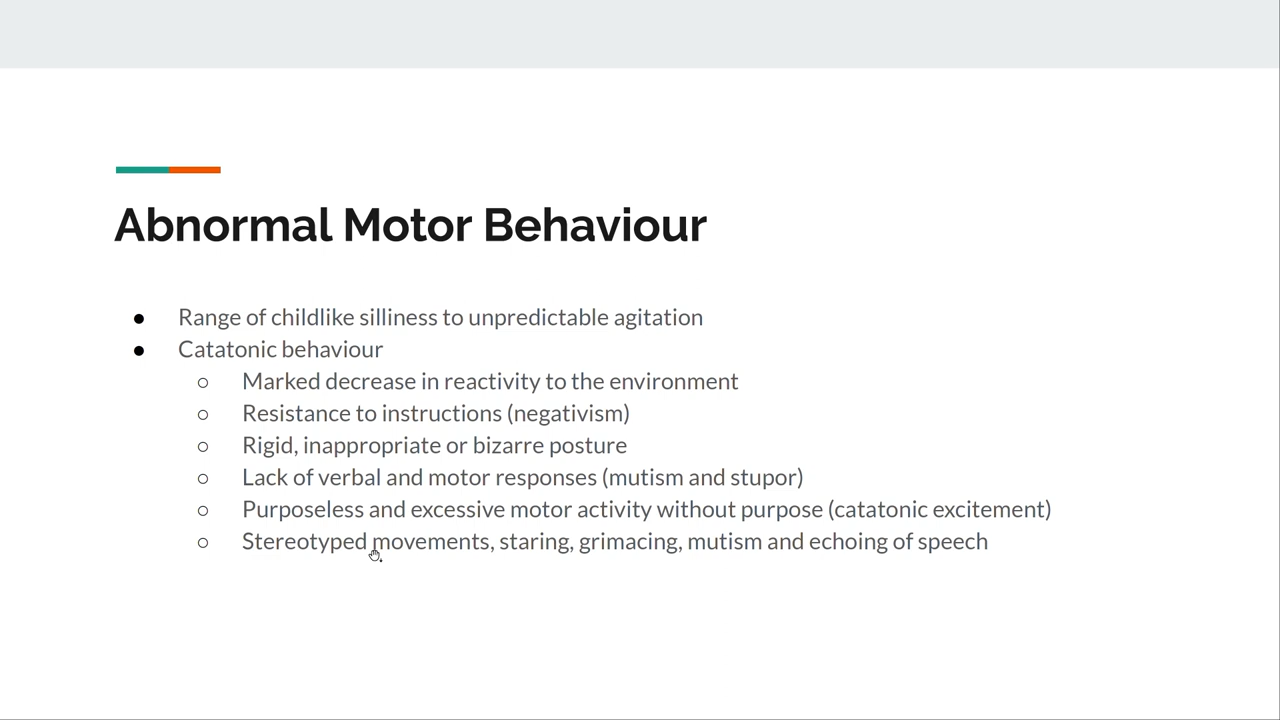 Abnormal Motor Behaviour
● Range of childlike silliness to unpredictable agitation
● Catatonic behaviour
○ Marked decrease in reactivity to the environment
○ Resistance to instructions (negativism)
○ Rigid, inappropriate or bizarre posture
○ Lack of verbal and motor responses (mutism and stupor)
○ Purposeless and excessive motor activity without purpose (catatonic excitement)
○ Stereotyped movements, staring, grimacing, mutism and echoing of speech